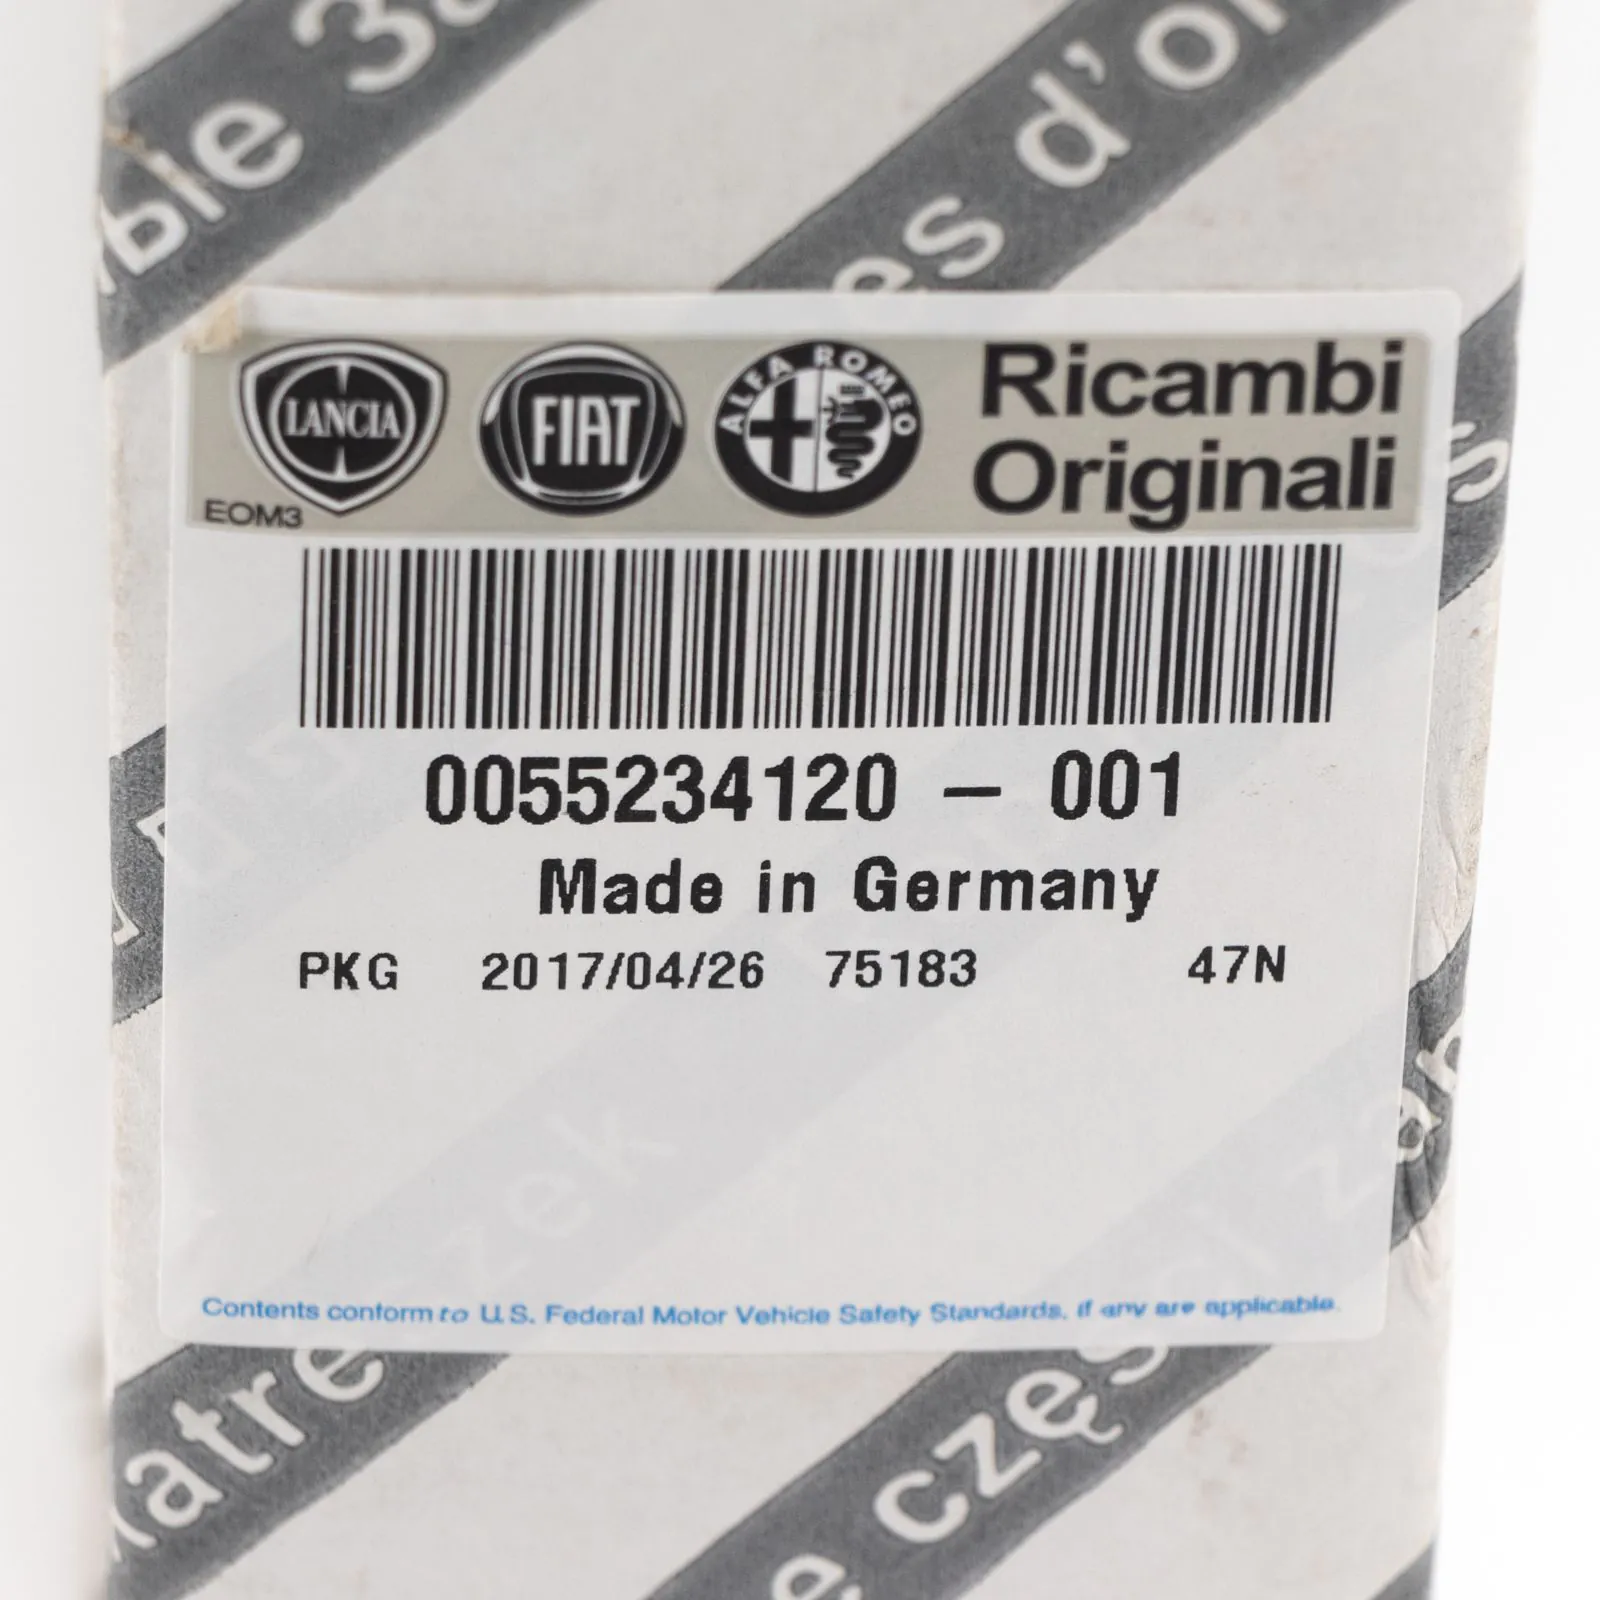 d'or
LANCIA
FIAT
ALFA ROMEO
Ricambi
Originali
EOM3
0055234120 - 001
Made in Germany
PKG 2017/04/26 75183 47N
Contents conform to U.S. Federal Motor Vehicle Safety Standards, if any are applicable.